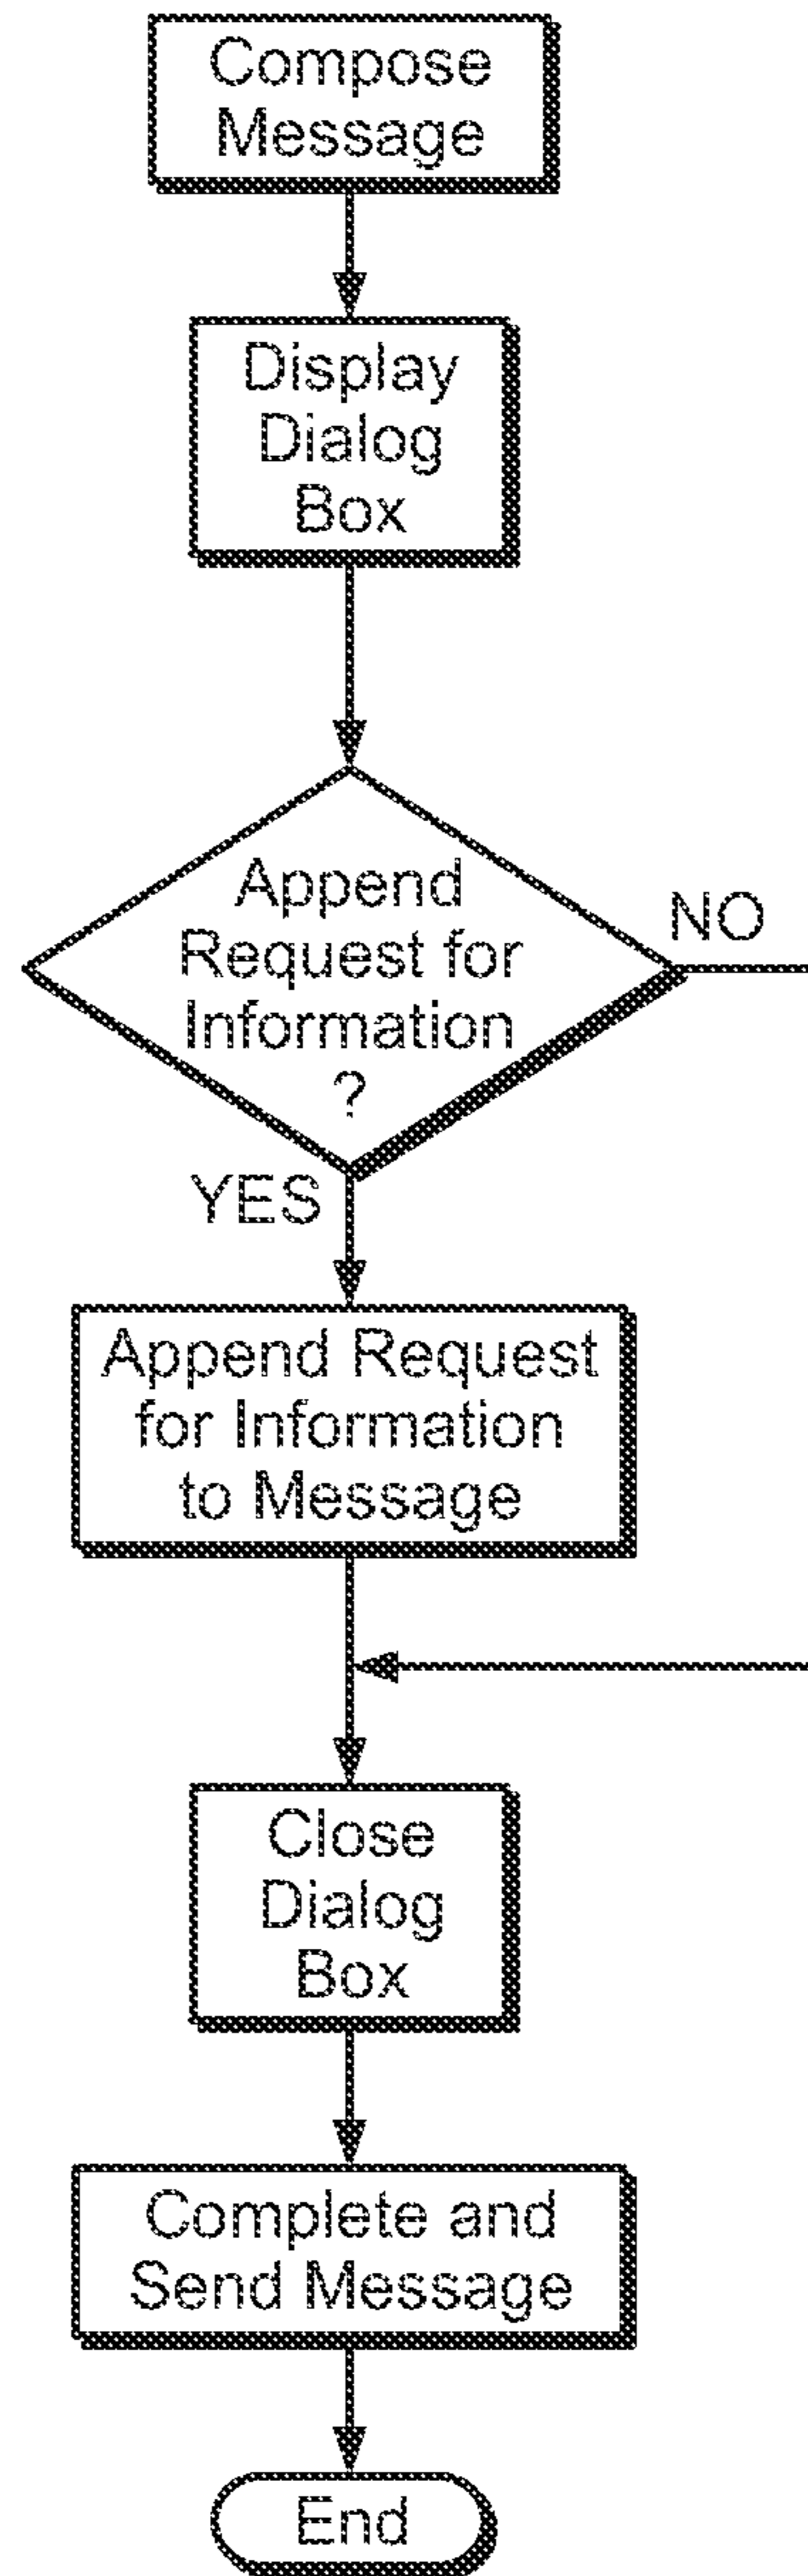 Compose
Message
Display
Dialog
Box
Append
Request for
Information
?
NO
YES
Append Request
for Information
to Message
Close
Dialog
Box
Complete and
Send Message
End